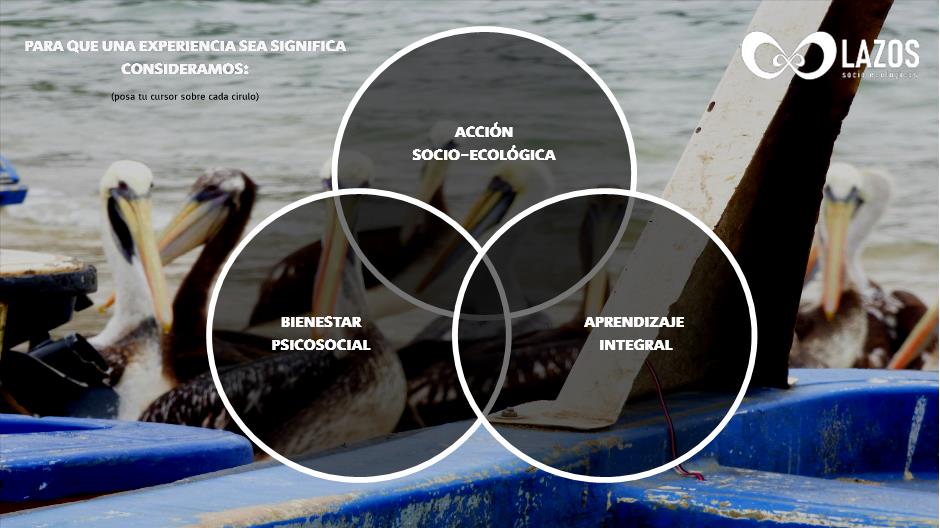 PARA QUE UNA EXPERIENCIA SEA SIGNIFICA
CONSIDERAMOS:
(posa tu cursor sobre cada cirulo)
LAZOS
socio-ecológicos
ACCIÓN
SOCIO-ECOLÓGICA
BIENESTAR
PSICOSOCIAL
APRENDIZAJE
INTEGRAL